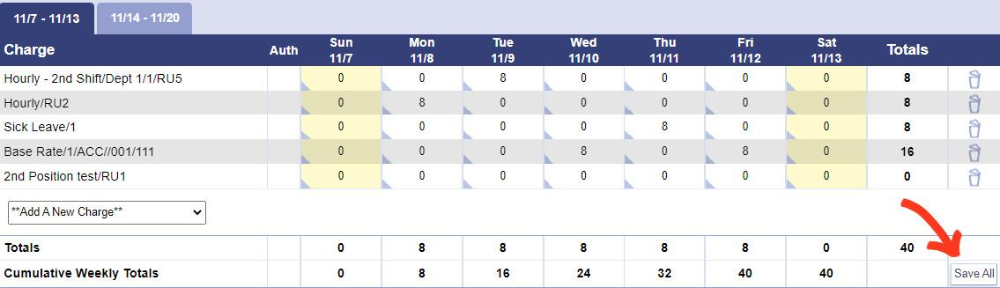 11/7 - 11/13 11/14 - 11/20
Charge Auth Sun 11/7 Mon 11/8 Tue 11/9 Wed 11/10 Thu 11/11 Fri 11/12 Sat 11/13 Totals
Hourly - 2nd Shift/Dept 1/1/RU5 0 0 8 0 0 0 0 8
Hourly/RU2 0 8 0 0 0 0 0 8
Sick Leave/1 0 0 0 0 8 0 0 8
Base Rate/1/ACC//001/111 0 0 0 8 0 8 0 16
2nd Position test/RU1 0 0 0 0 0 0 0 0
**Add A New Charge**
Totals 0 8 8 8 8 8 0 40
Cumulative Weekly Totals 0 8 16 24 32 40 40 Save All